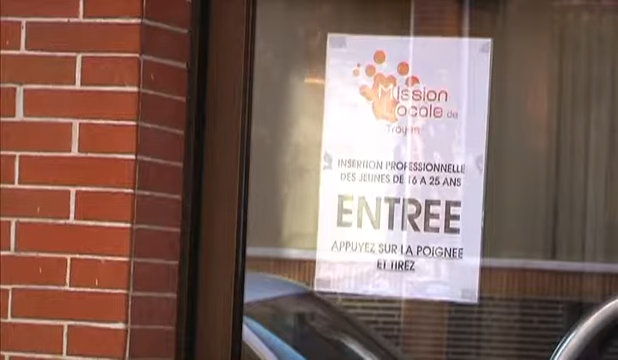 Mission
Locale de
Troyes
INSERTION PROFESSIONNELLE
DES JEUNES DE 16 A 25 ANS
ENTREE
APPUYEZ SUR LA POIGNEE
ET TIREZ